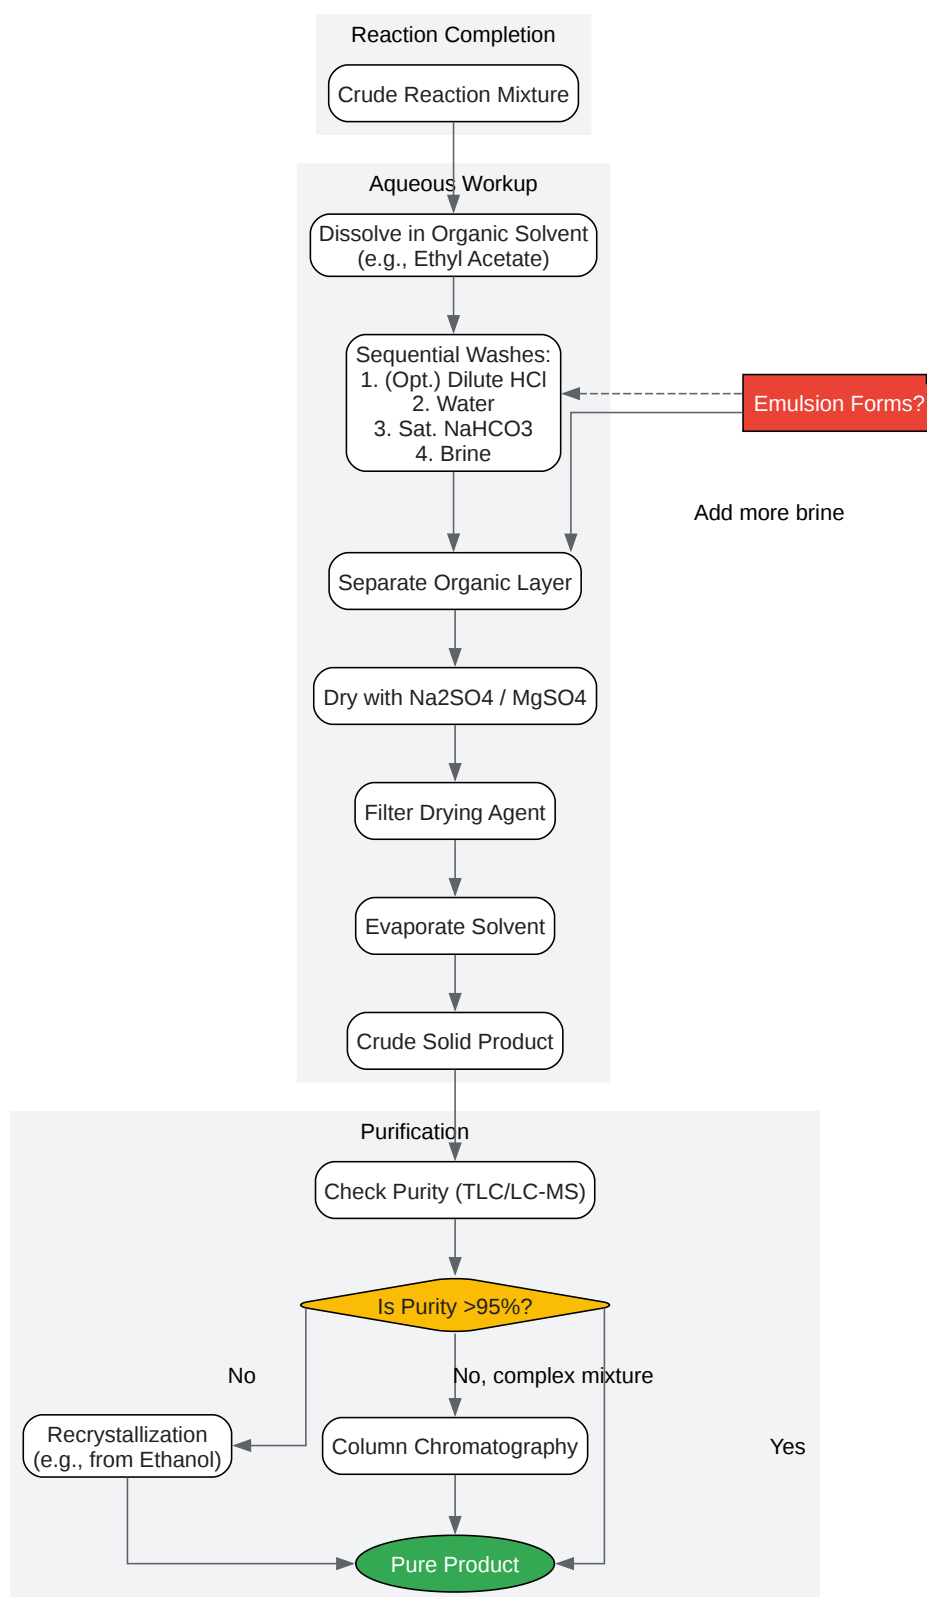 Reaction Completion
Crude Reaction Mixture
Aqueous Workup
Dissolve in Organic Solvent
(e.g., Ethyl Acetate)
Sequential Washes:
1. (Opt.) Dilute HCl
2. Water
3. Sat. NaHCO3
4. Brine
Emulsion Forms?
Add more brine
Separate Organic Layer
Dry with Na2SO4 / MgSO4
Filter Drying Agent
Evaporate Solvent
Crude Solid Product
Purification
Check Purity (TLC/LC-MS)
Is Purity >95%?
No
No, complex mixture
Recrystallization
(e.g., from Ethanol)
Column Chromatography
Yes
Pure Product